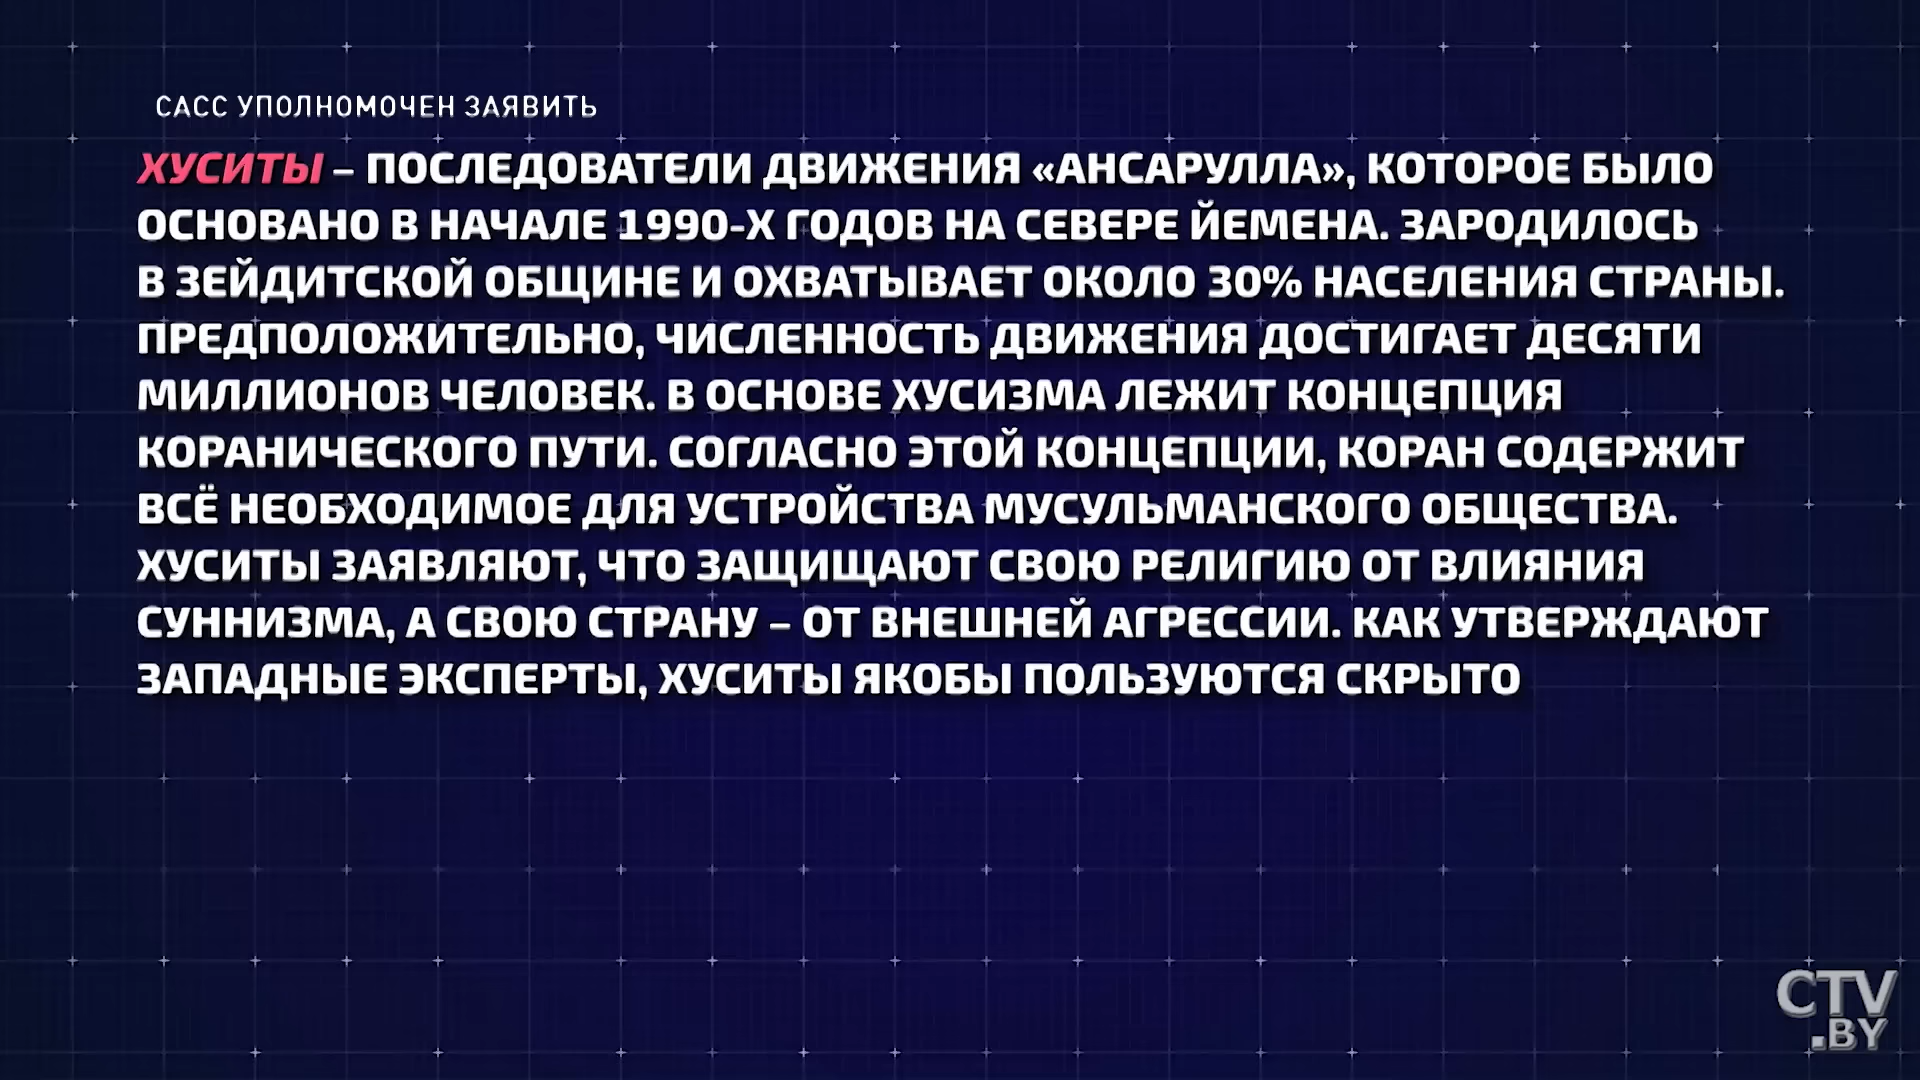 САСС УПОЛНОМОЧЕН ЗАЯВИТЬ
ХУСИТЫ – ПОСЛЕДОВАТЕЛИ ДВИЖЕНИЯ «АНСАРУЛЛА», КОТОРОЕ БЫЛО
ОСНОВАНО В НАЧАЛЕ 1990-Х ГОДОВ НА СЕВЕРЕ ЙЕМЕНА. ЗАРОДИЛОСЬ
В ЗЕЙДИТСКОЙ ОБЩИНЕ И ОХВАТЫВАЕТ ОКОЛО 30% НАСЕЛЕНИЯ СТРАНЫ.
ПРЕДПОЛОЖИТЕЛЬНО, ЧИСЛЕННОСТЬ ДВИЖЕНИЯ ДОСТИГАЕТ ДЕСЯТИ
МИЛЛИОНОВ ЧЕЛОВЕК. В ОСНОВЕ ХУСИЗМА ЛЕЖИТ КОНЦЕПЦИЯ
КОРАНИЧЕСКОГО ПУТИ. СОГЛАСНО ЭТОЙ КОНЦЕПЦИИ, КОРАН СОДЕРЖИТ
ВСЁ НЕОБХОДИМОЕ ДЛЯ УСТРОЙСТВА МУСУЛЬМАНСКОГО ОБЩЕСТВА.
ХУСИТЫ ЗАЯВЛЯЮТ, ЧТО ЗАЩИЩАЮТ СВОЮ РЕЛИГИЮ ОТ ВЛИЯНИЯ
СУННИЗМА, А СВОЮ СТРАНУ – ОТ ВНЕШНЕЙ АГРЕССИИ. КАК УТВЕРЖДАЮТ
ЗАПАДНЫЕ ЭКСПЕРТЫ, ХУСИТЫ ЯКОБЫ ПОЛЬЗУЮТСЯ СКРЫТО
CTV
.BY